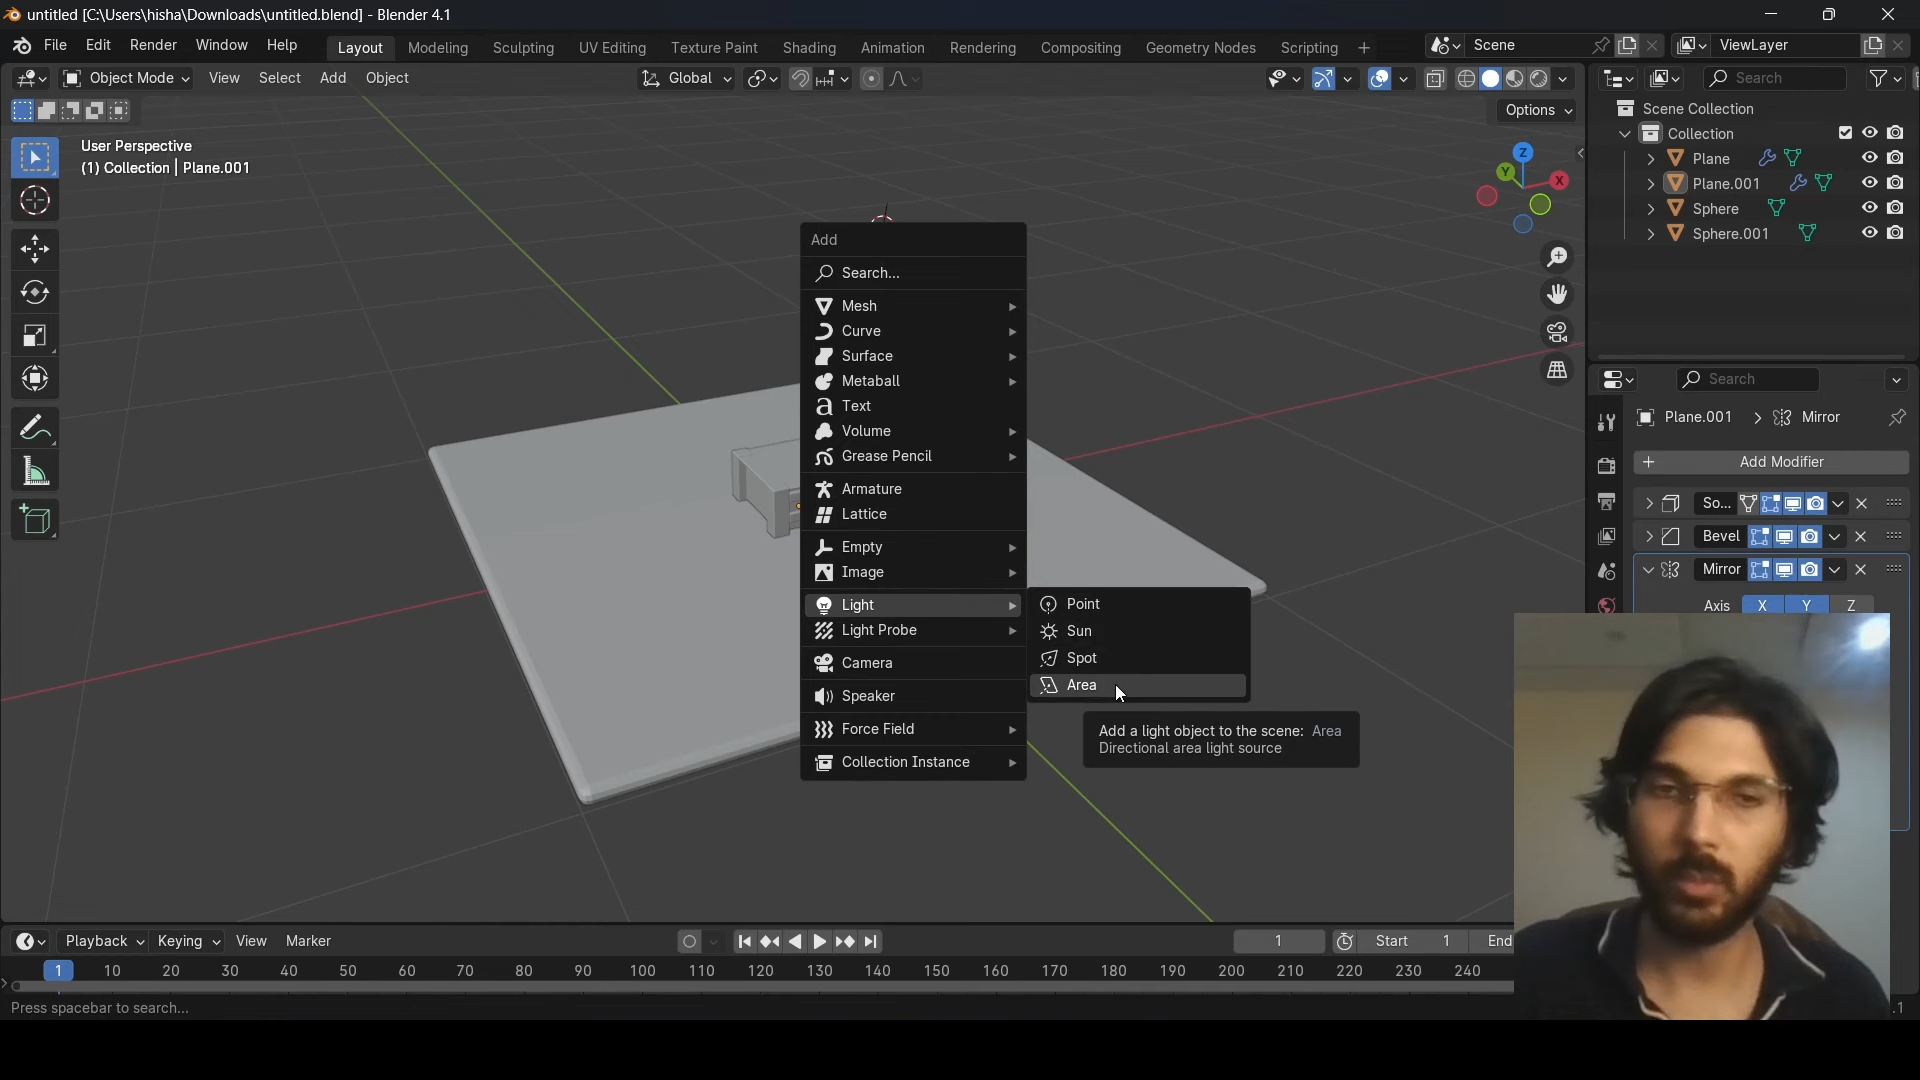 untitled [C:\Users\hisha\Downloads\untitled.blend] - Blender 4.1
File Edit Render Window Help
Layout Modeling Sculpting UV Editing Texture Paint Shading Animation Rendering Compositing Geometry Nodes Scripting +
Scene
ViewLayer
Object Mode View Select Add Object
Global
Search
Options
User Perspective
(1) Collection | Plane.001
Z
Y
X
Scene Collection
Collection
Plane
Plane.001
Sphere
Sphere.001
Add
Search...
Mesh
Curve
Surface
Metaball
Text
Volume
Grease Pencil
Armature
Lattice
Empty
Image
Light
Light Probe
Camera
Speaker
Force Field
Collection Instance
Point
Sun
Spot
Area
Add a light object to the scene: Area
Directional area light source
Search
Plane.001 > Mirror
+ Add Modifier
So...
Bevel
Mirror
Axis X Y Z
Playback Keying View Marker
1
Start 1 End
1 10 20 30 40 50 60 70 80 90 100 110 120 130 140 150 160 170 180 190 200 210 220 230 240
Press spacebar to search...
.1